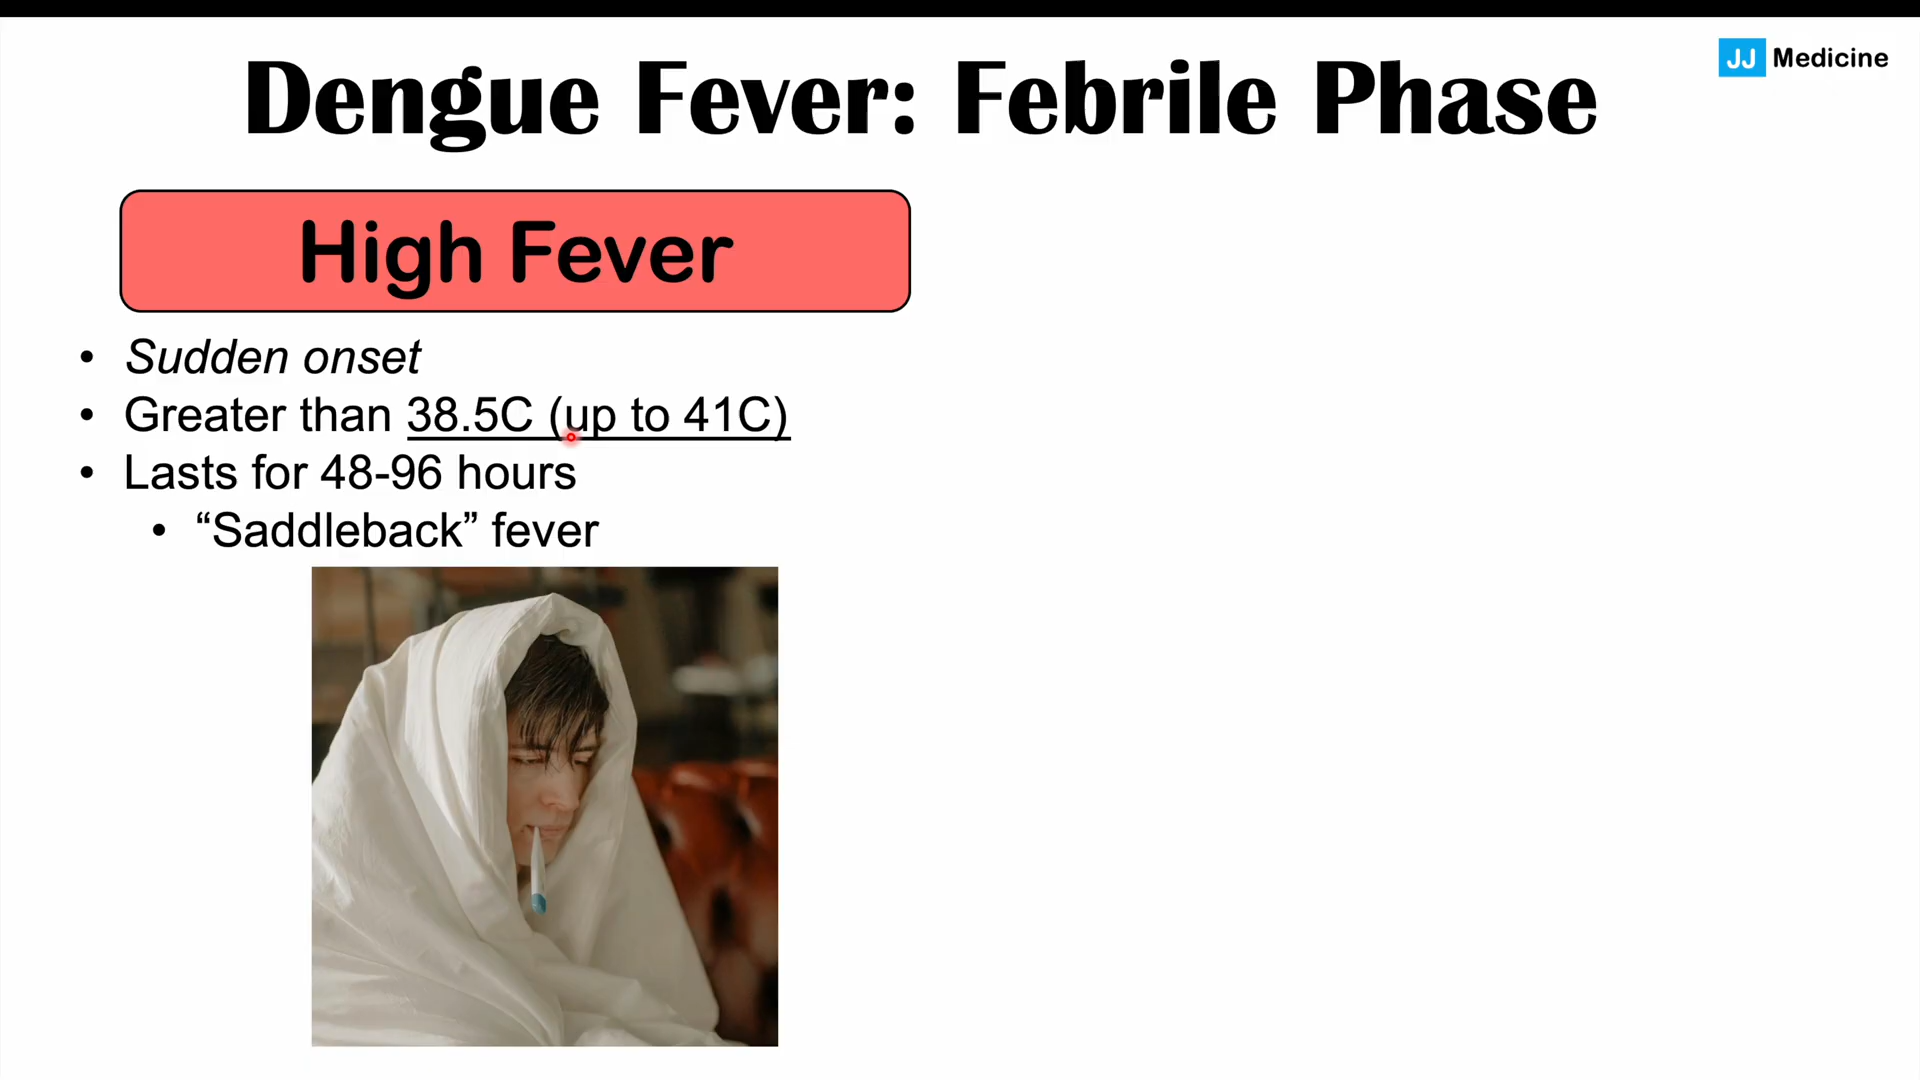 JJ Medicine
Dengue Fever: Febrile Phase
High Fever
• Sudden onset
• Greater than 38.5C (up to 41C)
• Lasts for 48-96 hours
• “Saddleback” fever